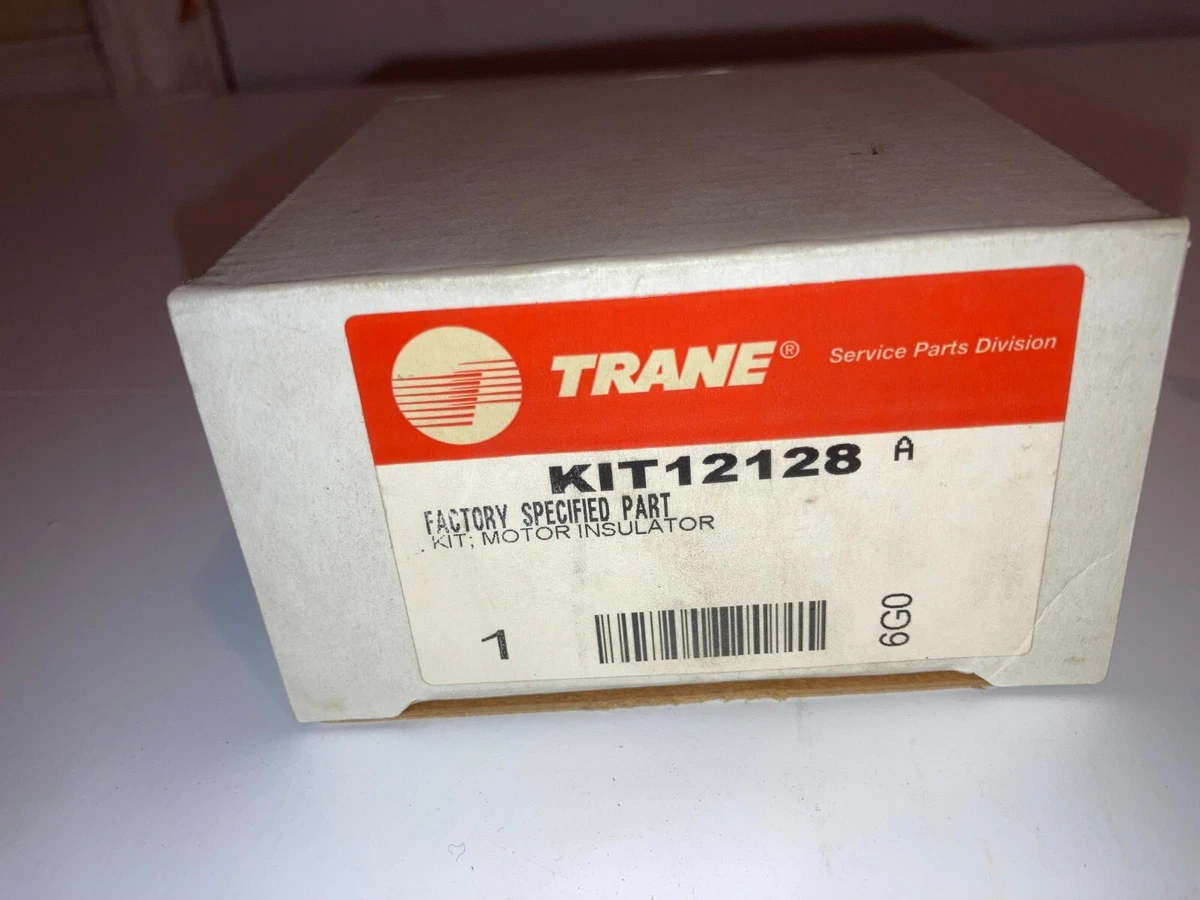 TRANE® Service Parts Division
KIT12128 A
FACTORY SPECIFIED PART
KIT; MOTOR INSULATOR
1
6G0